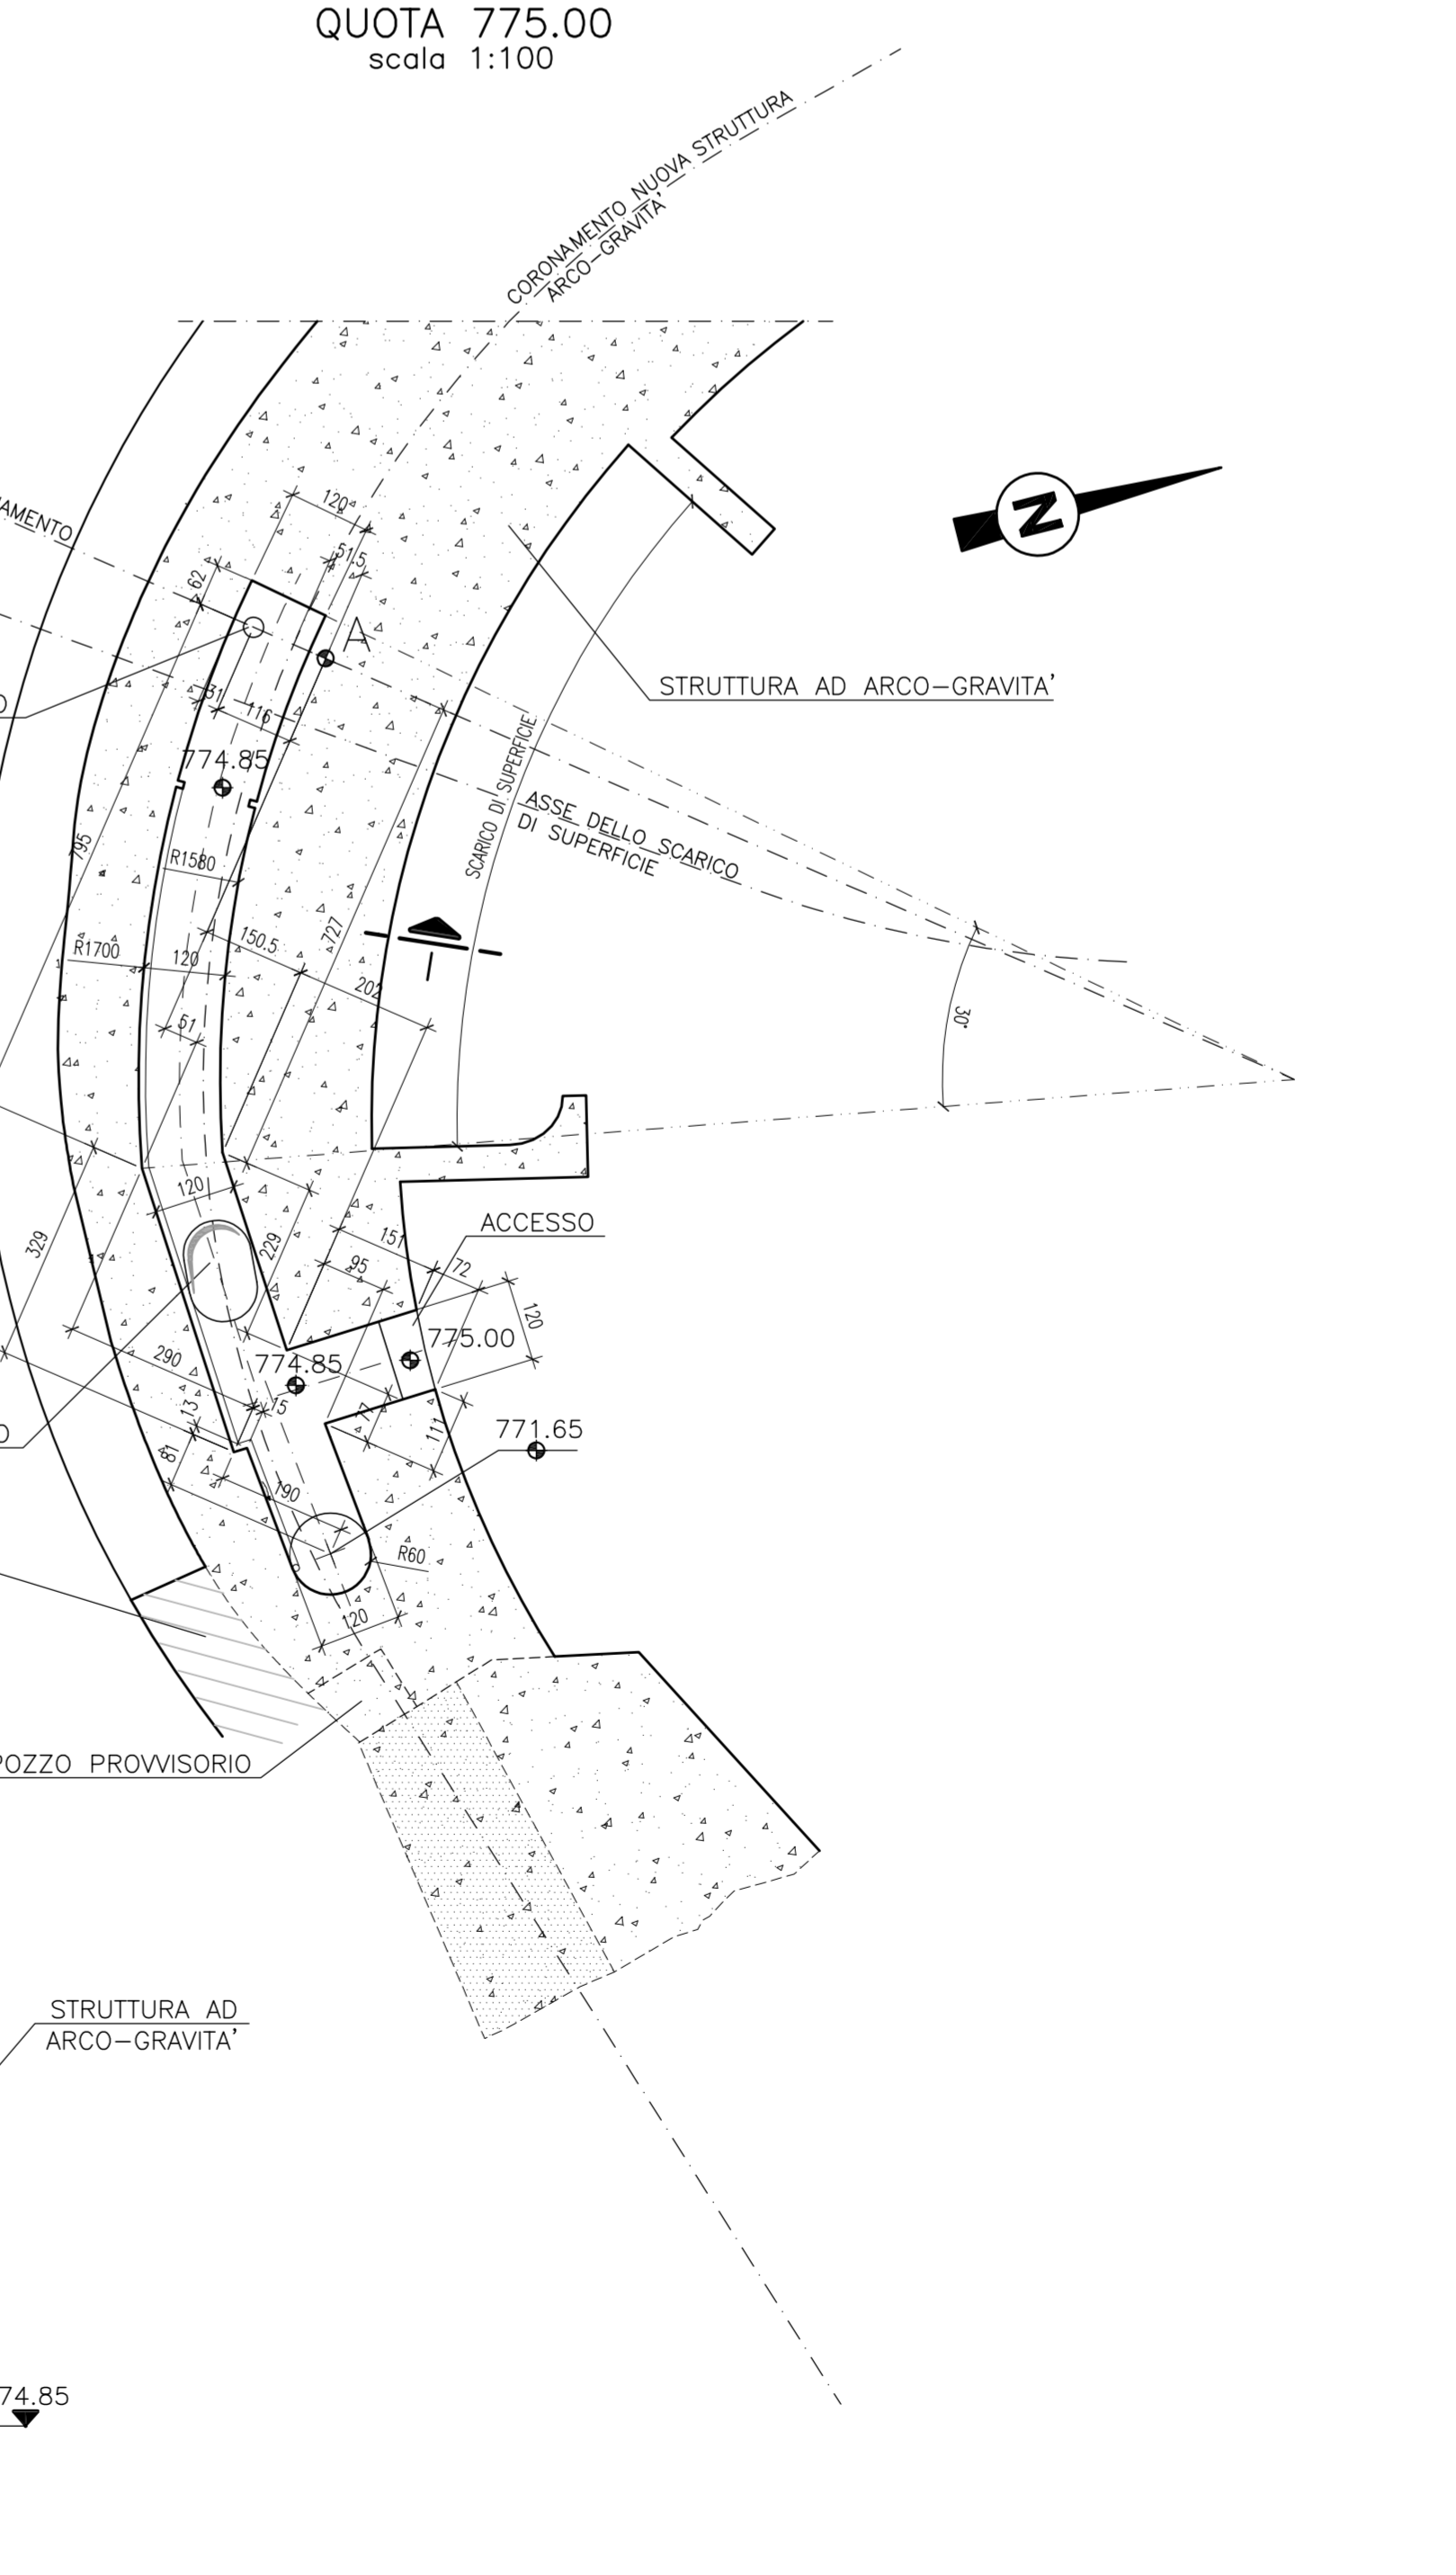 QUOTA 775.00
scala 1:100
CORONAMENTO NUOVA STRUTTURA
ARCO-GRAVITA'
AMENTO
N
120
51.5
62
A
STRUTTURA AD ARCO-GRAVITA'
31
116
774.85
SCARICO DI SUPERFICIE
ASSE DELLO SCARICO
DI SUPERFICIE
795
R1580
727
150.5
R1700
120
202
51
30°
120
329
229
ACCESSO
151
95
72
120
775.00
290
774.85
13
15
77
111
771.65
81
190
R60
120
POZZO PROVVISORIO
STRUTTURA AD
ARCO-GRAVITA'
74.85